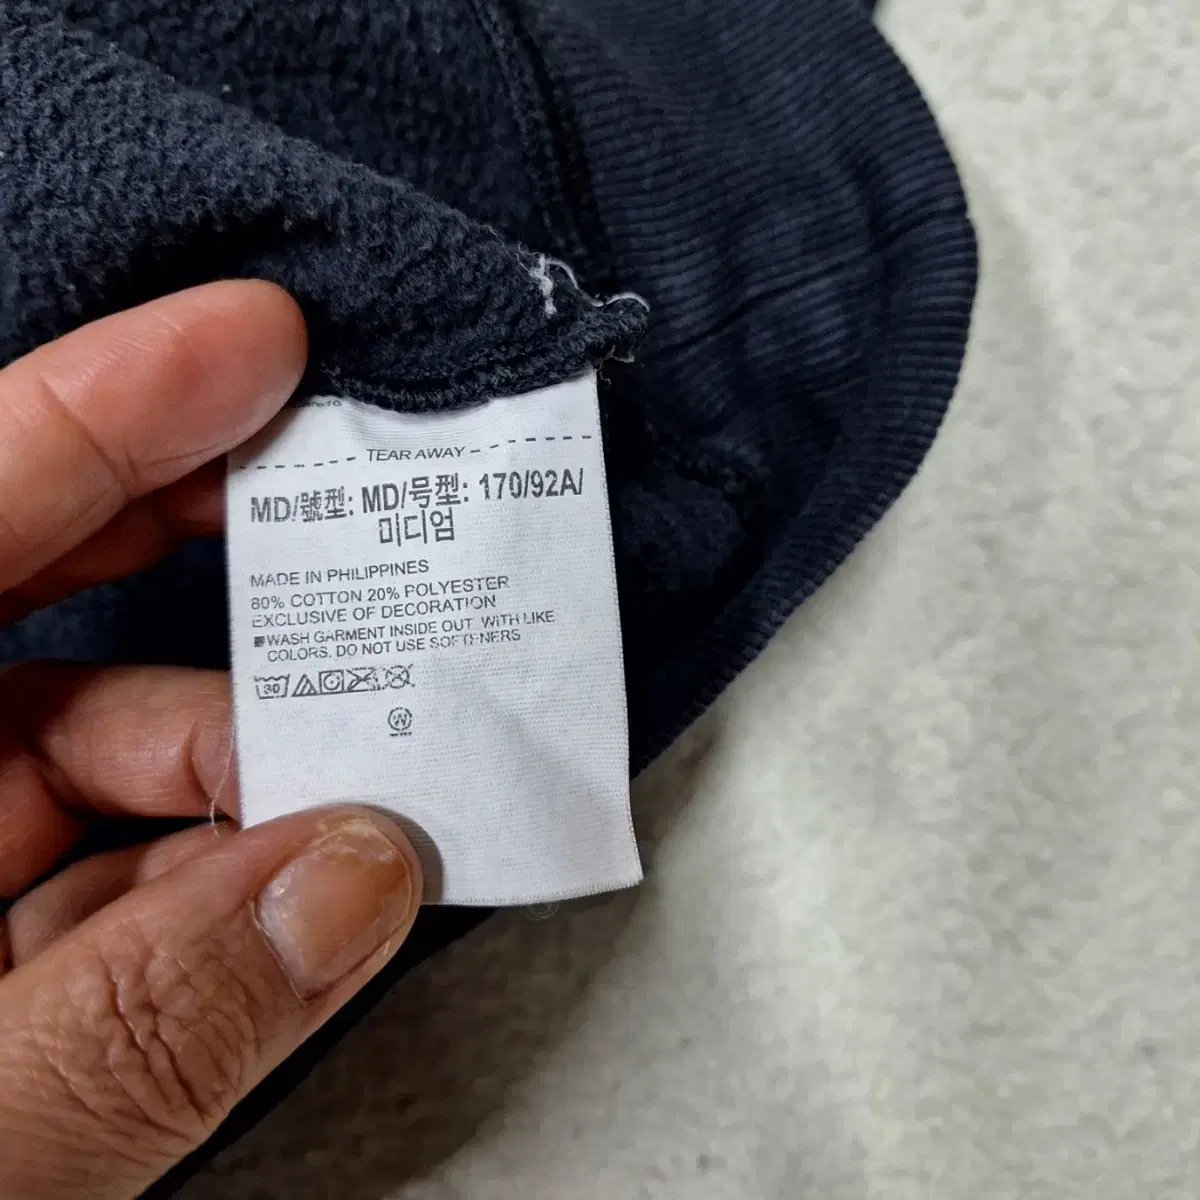 TEAR AWAY
MD/號型: MD/号型: 170/92A/
미디엄
MADE IN PHILIPPINES
80% COTTON 20% POLYESTER
EXCLUSIVE OF DECORATION
WASH GARMENT INSIDE OUT, WITH LIKE
COLORS. DO NOT USE SOFTENERS
30
W